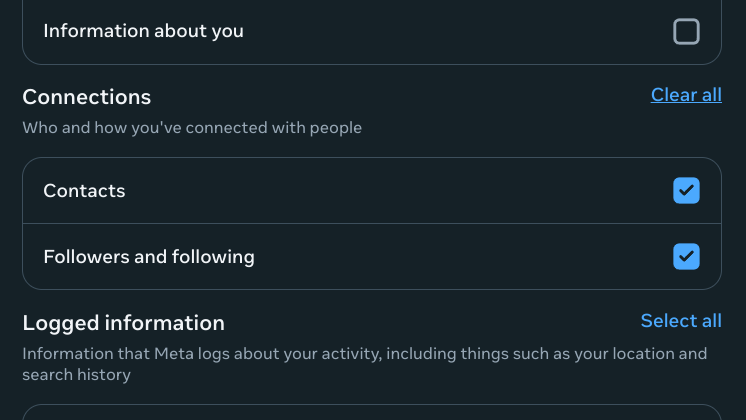 Information about you
Connections
Clear all
Who and how you've connected with people
Contacts
Followers and following
Logged information
Select all
Information that Meta logs about your activity, including things such as your location and
search history